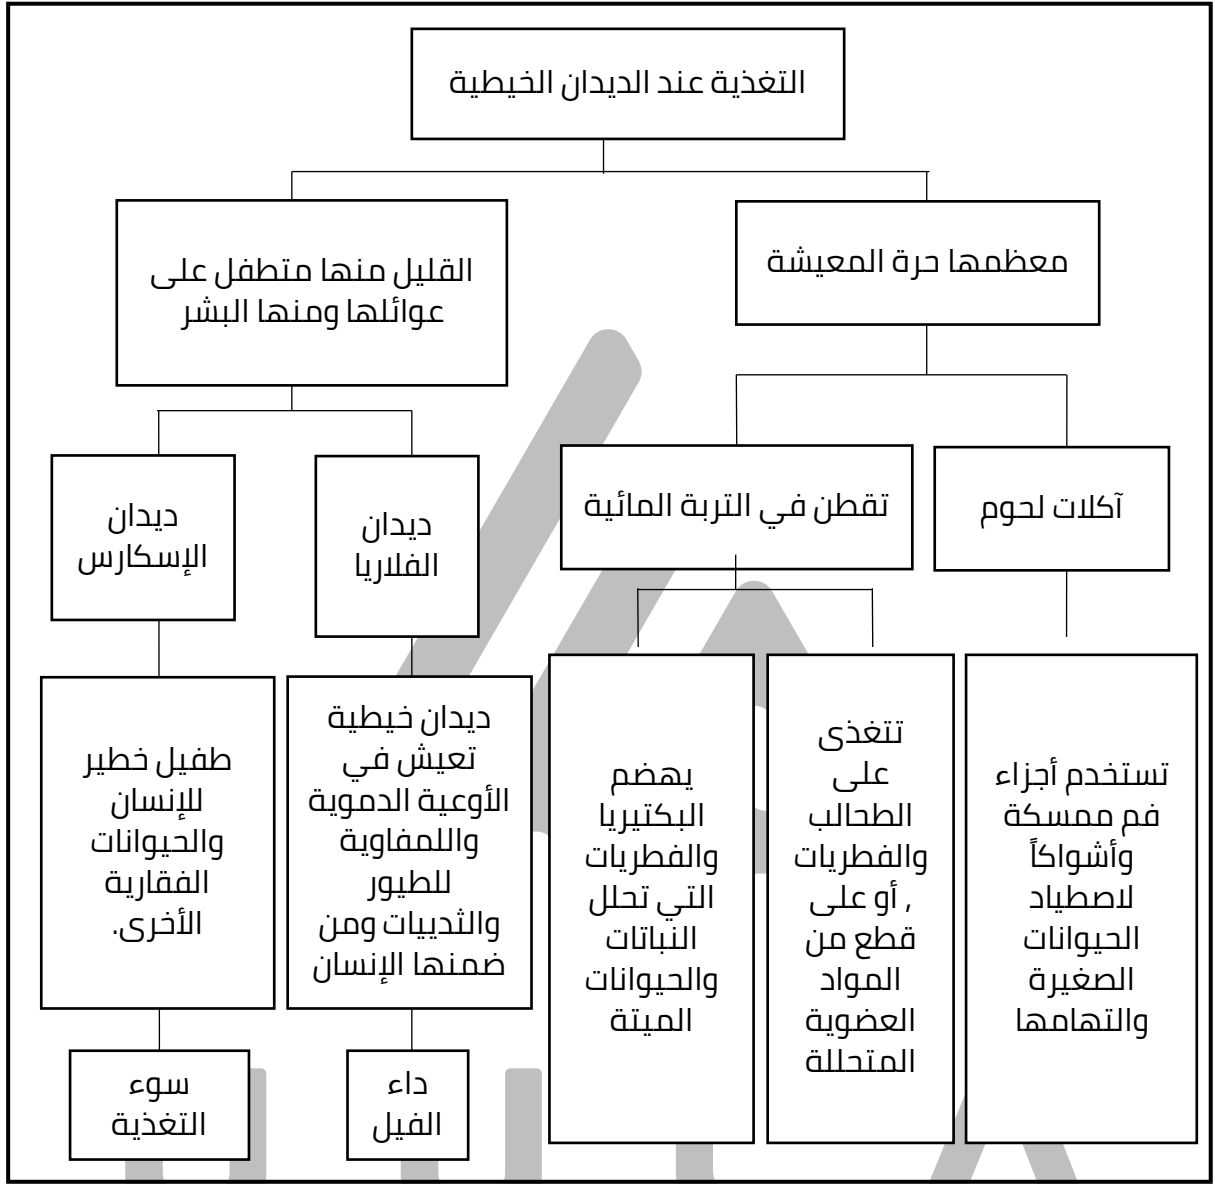 التغذية عند الديدان الخيطية
معظمها حرة المعيشة
القليل منها متطفل على
عوائلها ومنها البشر
آكلات لحوم
تقطن في التربة المائية
ديدان
الفلاريا
ديدان
الإسكارس
تستخدم أجزاء
فم ممسكة
وأشواكاً
لاصطياد
الحيوانات
الصغيرة
والتهامها
تتغذى
على
الطحالب
والفطريات
, أو على
قطع من
المواد
العضوية
المتحللة
يهضم
البكتيريا
والفطريات
التي تحلل
النباتات
والحيوانات
الميتة
ديدان خيطية
تعيش في
الأوعية الدموية
واللمفاوية
للطيور
والثدييات ومن
ضمنها الإنسان
طفيل خطير
للإنسان
والحيوانات
الفقارية
الأخرى.
داء
الفيل
سوء
التغذية